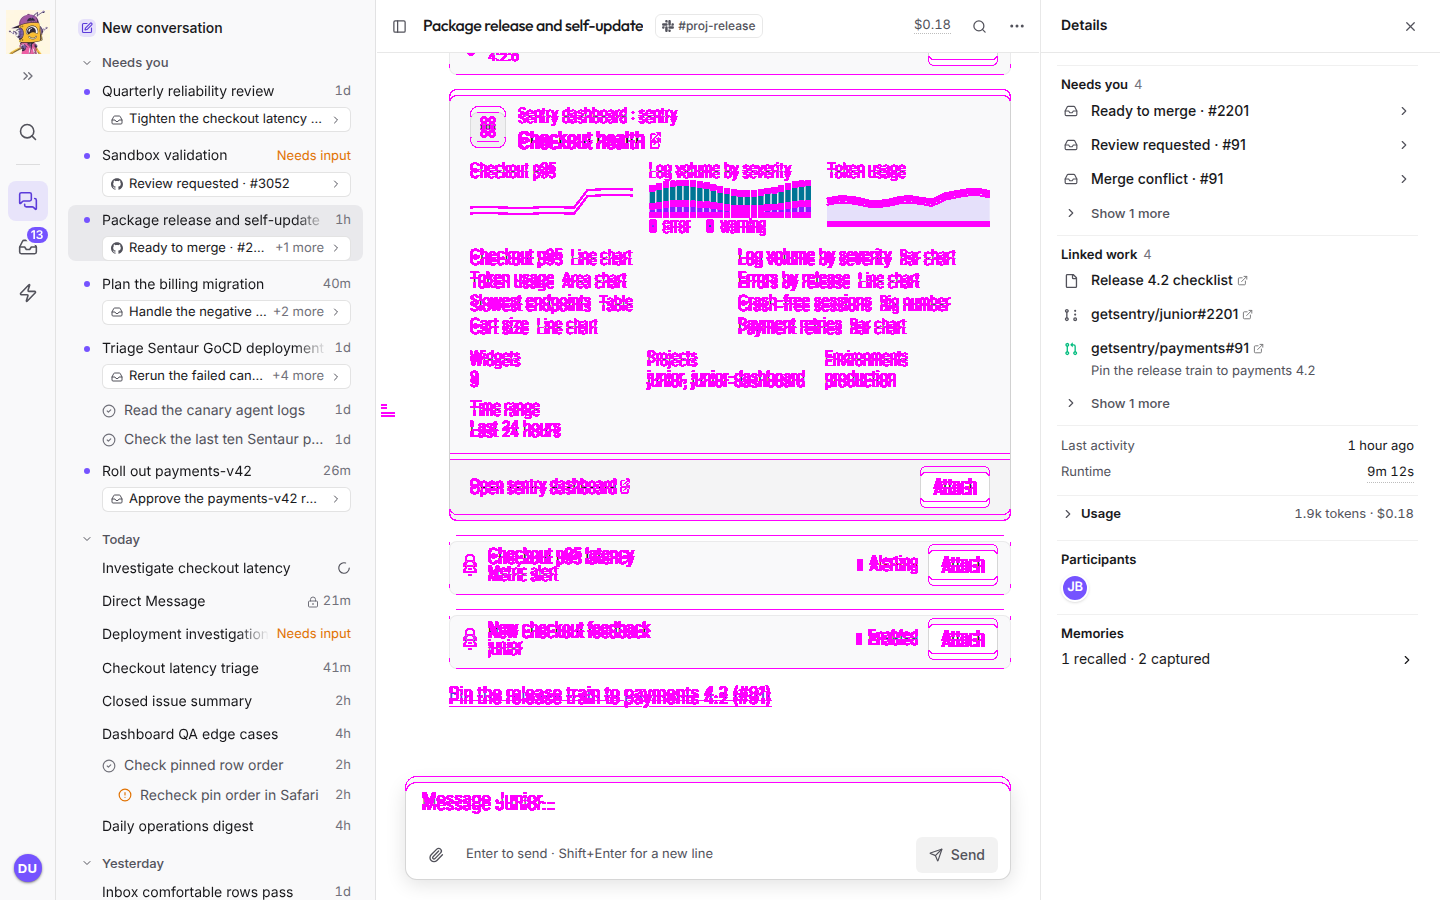 New conversation
Needs you
Quarterly reliability review 1d
Tighten the checkout latency ...
Sandbox validation Needs input
Review requested · #3052
Package release and self-update 1h
Ready to merge · #2... +1 more
13
Plan the billing migration 40m
Handle the negative ... +2 more
Triage Sentaur GoCD deployment 1d
Rerun the failed can... +4 more
Read the canary agent logs 1d
Check the last ten Sentaur p... 1d
Roll out payments-v42 26m
Approve the payments-v42 r...
Today
Investigate checkout latency
Direct Message 21m
Deployment investigation Needs input
Checkout latency triage 41m
Closed issue summary 2h
Dashboard QA edge cases 4h
Check pinned row order 2h
Recheck pin order in Safari 2h
Daily operations digest 4h
Yesterday
Inbox comfortable rows pass 1d
DU
Package release and self-update #proj-release $0.18
4.2.0
Sentry dashboard · sentry
Checkout health
Checkout p95 Log volume by severity Token usage
error warning
Checkout p95 Line chart Log volume by severity Bar chart
Token usage Area chart Errors by release Line chart
Slowest endpoints Table Crash-free sessions Big number
Cart size Line chart Payment retries Bar chart
Widgets Projects Environments
9 junior, junior-dashboard production
Time range
Last 24 hours
Open sentry dashboard Attach
Checkout p95 latency
Metric alert
Alerting Attach
New checkout feedback
junior
Enabled Attach
Pin the release train to payments 4.2 (#91)
Message Junior...
Enter to send · Shift+Enter for a new line Send
Details
Needs you 4
Ready to merge · #2201
Review requested · #91
Merge conflict · #91
Show 1 more
Linked work 4
Release 4.2 checklist
getsentry/junior#2201
getsentry/payments#91
Pin the release train to payments 4.2
Show 1 more
Last activity 1 hour ago
Runtime 9m 12s
Usage 1.9k tokens · $0.18
Participants
JB
Memories
1 recalled · 2 captured